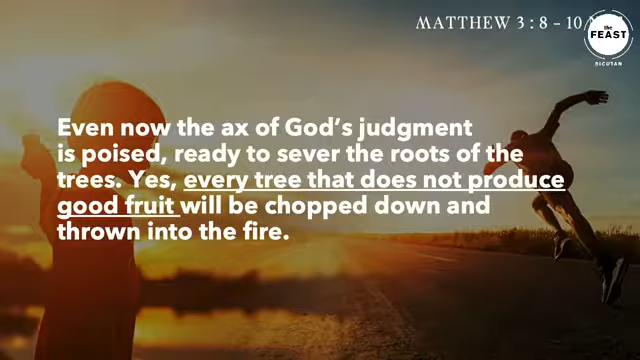 MATTHEW 3:8-10
the
FEAST
BICUTAN
Even now the ax of God's judgment
is poised, ready to sever the roots of the
trees. Yes, every tree that does not produce
good fruit will be chopped down and
thrown into the fire.